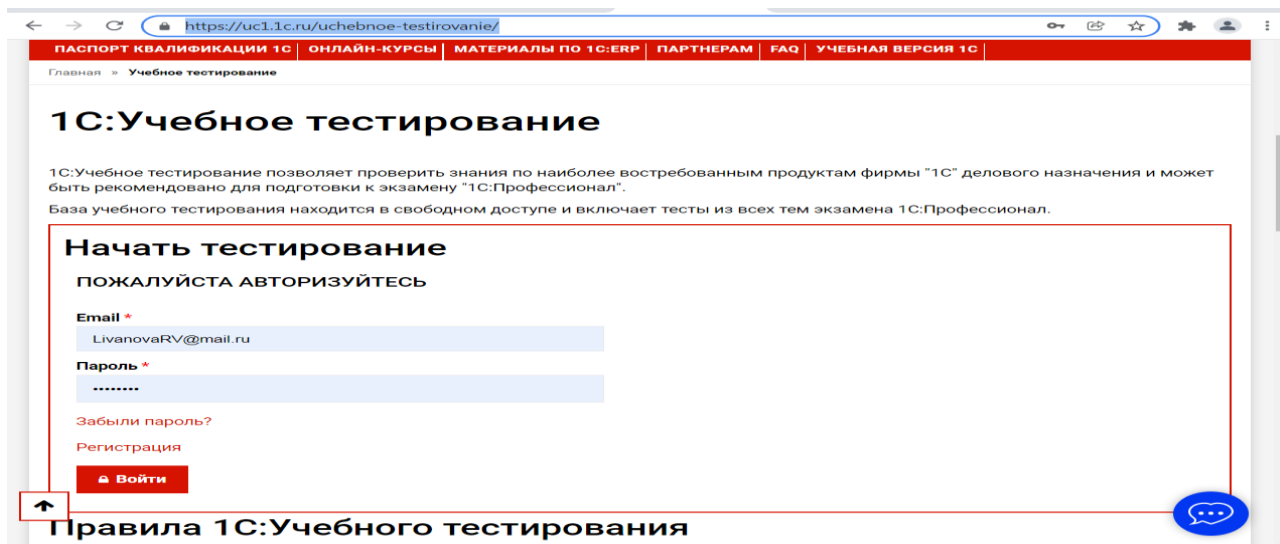 https://uc1.1c.ru/uchebnoe-testirovanie/
ПАСПОРТ КВАЛИФИКАЦИИ 1С | ОНЛАЙН-КУРСЫ | МАТЕРИАЛЫ ПО 1С:ERP | ПАРТНЕРАМ | FAQ | УЧЕБНАЯ ВЕРСИЯ 1С |
Главная » Учебное тестирование
1С:Учебное тестирование
1С:Учебное тестирование позволяет проверить знания по наиболее востребованным продуктам фирмы "1С" делового назначения и может
быть рекомендовано для подготовки к экзамену "1С:Профессионал".
База учебного тестирования находится в свободном доступе и включает тесты из всех тем экзамена 1С:Профессионал.
Начать тестирование
ПОЖАЛУЙСТА АВТОРИЗУЙТЕСЬ
Email *
LivanovaRV@mail.ru
Пароль *
••••••••
Забыли пароль?
Регистрация
Войти
Правила 1С:Учебного тестирования